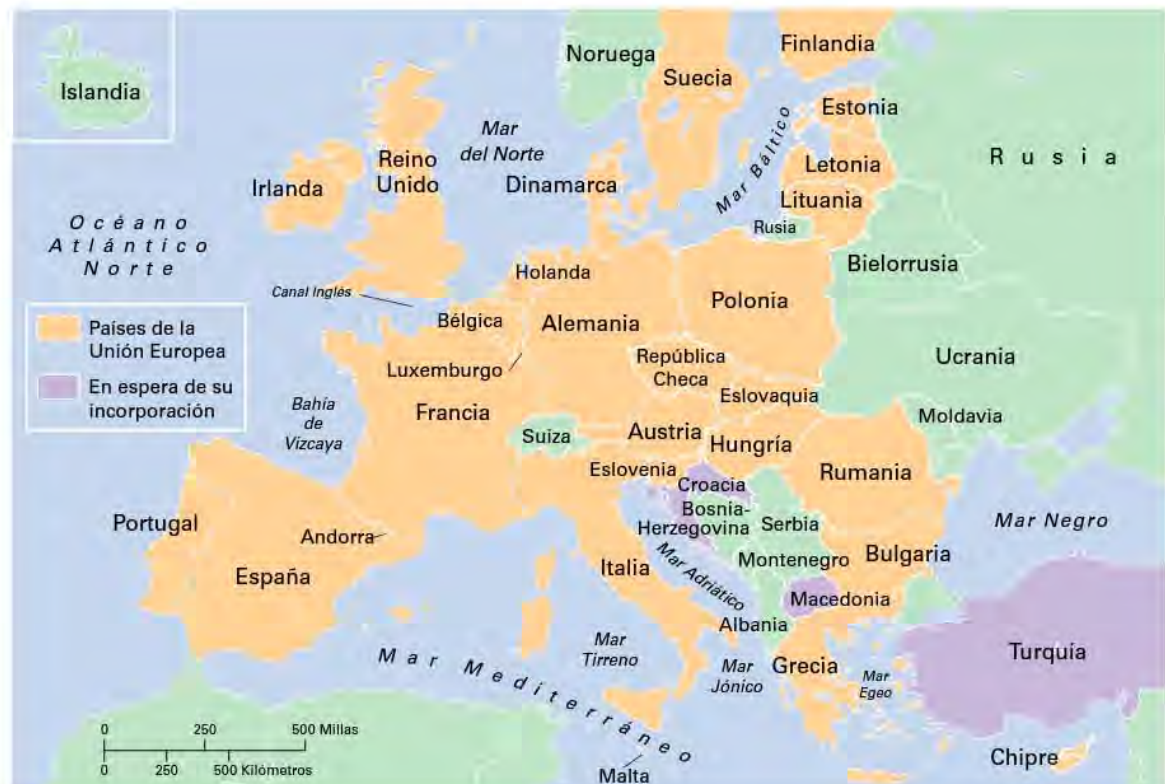 Islandia
Noruega
Suecia
Finlandia
Estonia
Mar
del Norte
Mar Báltico
Rusia
Letonia
Reino
Unido
Irlanda
Dinamarca
Lituania
Rusia
Océano
Atlántico
Norte
Bielorrusia
Holanda
Canal Inglés
Polonia
Bélgica
Alemania
Países de la
Unión Europea
En espera de su
incorporación
Luxemburgo
República
Checa
Ucrania
Eslovaquia
Bahía
de
Vizcaya
Francia
Moldavia
Suiza
Austria
Hungría
Eslovenia
Rumania
Croacia
Bosnia-
Herzegovina
Serbia
Mar Negro
Portugal
Andorra
Montenegro
Bulgaria
España
Italia
Mar Adriático
Macedonia
Albania
Mar
Tirreno
Mar Mediterráneo
Mar
Jónico
Grecia
Mar
Egeo
Turquía
0 250 500 Millas
0 250 500 Kilómetros
Malta
Chipre